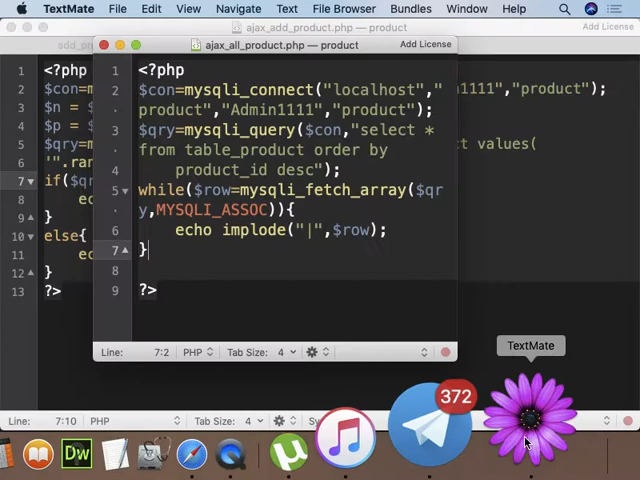 TextMate File Edit View Navigate Text File Browser Bundles Window Help
ajax_add_product.php — product
Add License
add_pro
ajax_all_product.php — product
Add License
1 <?php
2 $con=m
3 $n = $
4 $p = $
5 $qry=m
6 '".ran
7 if($qr
8 ec
9 }
10 else{
11 ec
12 }
13 ?>
1111","product");
ct values(
1 <?php
2 $con=mysqli_connect("localhost","
product","Admin1111","product");
3 $qry=mysqli_query($con,"select *
from table_product order by
4 product_id desc");
5 while($row=mysqli_fetch_array($qr
y,MYSQLI_ASSOC)){
6 echo implode("|",$row);
7 }
8
9 ?>
Line: 7:2 PHP Tab Size: 4
TextMate
372
Line: 7:10 PHP Tab Size: 4 Sy
Dw